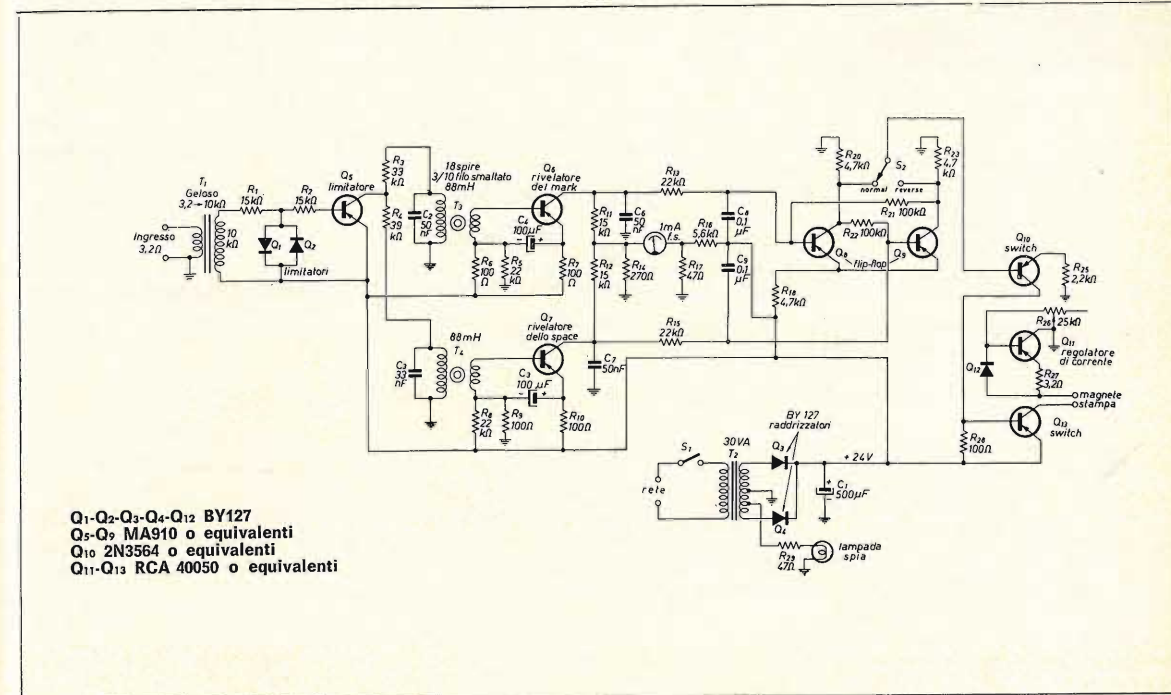 T1
Geloso
3,2→10kΩ
Ingresso
3,2Ω
10
kΩ
R1
15kΩ
R2
15kΩ
Q1
Q2
limitatori
Q5
limitatore
R3
33
kΩ
R4
39
kΩ
C2
50
nF
18 spire
3/10 filo smaltato
88mH
T3
Q6
rivelatore
del mark
C4
100µF
- +
R6
100
Ω
R5
22
kΩ
R7
100
Ω
C3
33
nF
88mH
T4
Q7
rivelatore
dello space
C3
100 µF
- +
R8
22
kΩ
R9
100Ω
R10
100Ω
R11
15
kΩ
R12
15
kΩ
C6
50
nF
R13
22kΩ
1mA
f.s.
R16
5,6kΩ
R14
270Ω
R17
47Ω
C8
0,1
µF
C9
0,1
µF
R15
22kΩ
C7
50nF
R18
4,7kΩ
R20
4,7kΩ
S2
normal reverse
R23
4,7
kΩ
R21 100kΩ
R22 100kΩ
Q8 Q9
flip-flop
Q10
switch
R25
2,2kΩ
R26 25kΩ
Q11
regolatore
di corrente
Q12
R27
3,2Ω
magnete
stampa
Q13
switch
R28
100Ω
BY 127
raddrizzatori
30VA
T2
S1
rete
Q3
Q4
+ 24V
+
-
C1
500µF
R29
47Ω
lampada
spia
Q1-Q2-Q3-Q4-Q12 BY127
Q5-Q9 MA910 o equivalenti
Q10 2N3564 o equivalenti
Q11-Q13 RCA 40050 o equivalenti